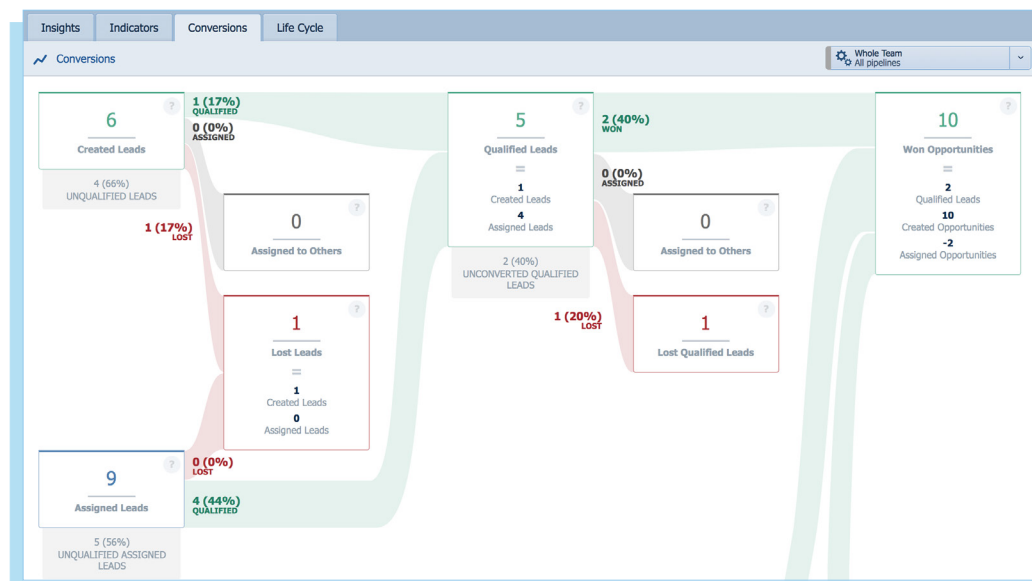 Insights
Indicators
Conversions
Life Cycle
Conversions
Whole Team
All pipelines
6
Created Leads
?
1 (17%)
QUALIFIED
0 (0%)
ASSIGNED
4 (66%)
UNQUALIFIED LEADS
1 (17%)
LOST
0
Assigned to Others
?
1
Lost Leads
=
1
Created Leads
0
Assigned Leads
?
9
Assigned Leads
?
0 (0%)
LOST
4 (44%)
QUALIFIED
5 (56%)
UNQUALIFIED ASSIGNED
LEADS
5
Qualified Leads
=
1
Created Leads
4
Assigned Leads
?
2 (40%)
WON
0 (0%)
ASSIGNED
2 (40%)
UNCONVERTED QUALIFIED
LEADS
1 (20%)
LOST
0
Assigned to Others
?
1
Lost Qualified Leads
?
10
Won Opportunities
=
2
Qualified Leads
10
Created Opportunities
-2
Assigned Opportunities
?